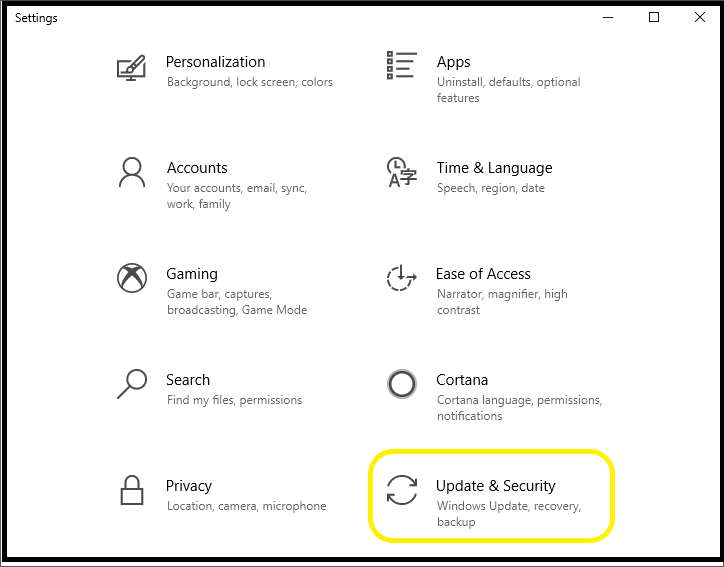 Settings
Personalization
Background, lock screen, colors
Apps
Uninstall, defaults, optional
features
Accounts
Your accounts, email, sync,
work, family
Time & Language
Speech, region, date
Gaming
Game bar, captures,
broadcasting, Game Mode
Ease of Access
Narrator, magnifier, high
contrast
Search
Find my files, permissions
Cortana
Cortana language, permissions,
notifications
Privacy
Location, camera, microphone
Update & Security
Windows Update, recovery,
backup